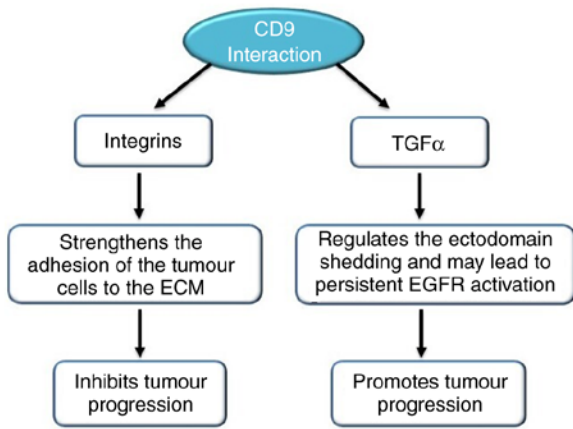 CD9
Interaction
Integrins
TGFα
Strengthens the
adhesion of the tumour
cells to the ECM
Regulates the ectodomain
shedding and may lead to
persistent EGFR activation
Inhibits tumour
progression
Promotes tumour
progression